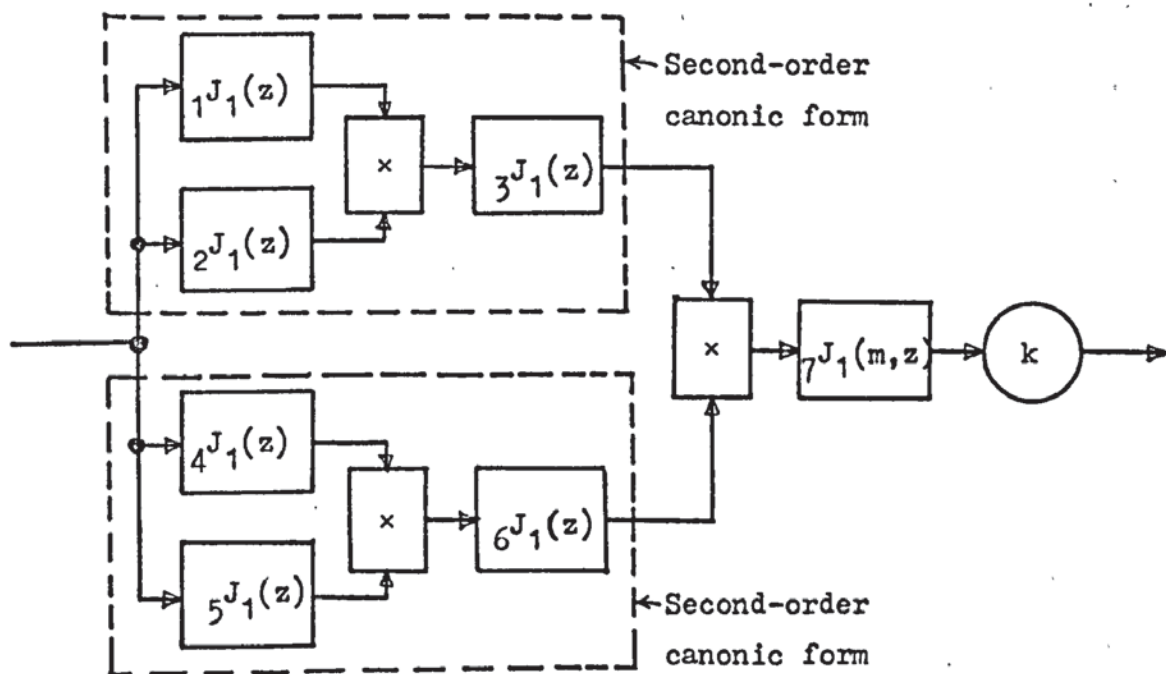 1J1(z)
Second-order
canonic form
×
3J1(z)
2J1(z)
×
7J1(m,z)
k
4J1(z)
×
6J1(z)
5J1(z)
Second-order
canonic form